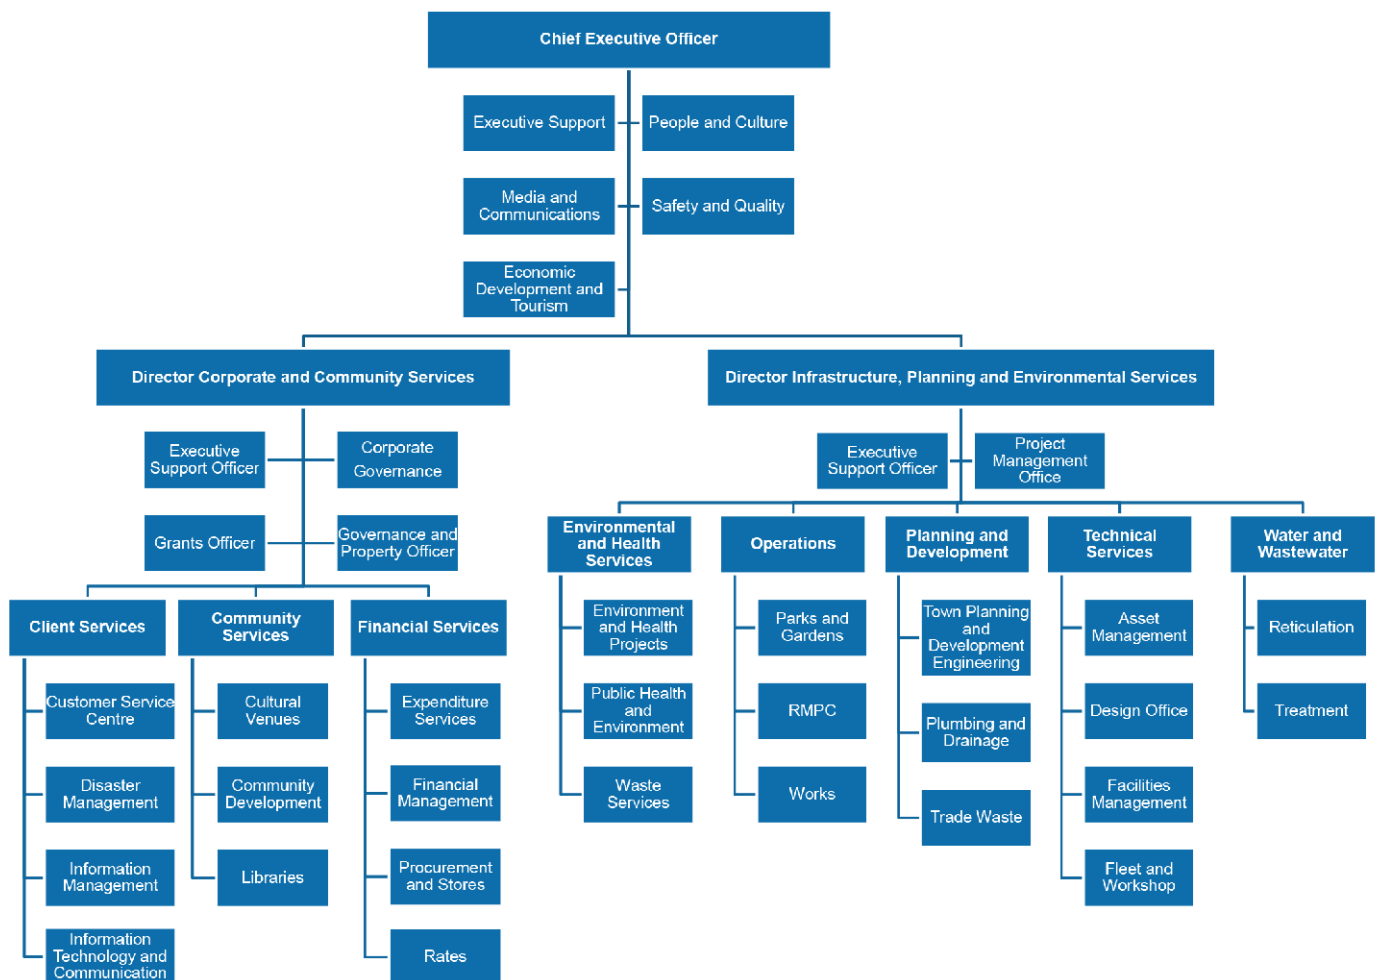 Chief Executive Officer
Executive Support
People and Culture
Media and
Communications
Safety and Quality
Economic
Development and
Tourism
Director Corporate and Community Services
Director Infrastructure, Planning and Environmental Services
Executive
Support Officer
Corporate
Governance
Grants Officer
Governance and
Property Officer
Executive
Support Officer
Project
Management
Office
Client Services
Customer Service
Centre
Disaster
Management
Information
Management
Information
Technology and
Communication
Community
Services
Cultural
Venues
Community
Development
Libraries
Financial Services
Expenditure
Services
Financial
Management
Procurement
and Stores
Rates
Environmental
and Health
Services
Environment
and Health
Projects
Public Health
and
Environment
Waste
Services
Operations
Parks and
Gardens
RMPC
Works
Planning and
Development
Town Planning
and
Development
Engineering
Plumbing and
Drainage
Trade Waste
Technical
Services
Asset
Management
Design Office
Facilities
Management
Fleet and
Workshop
Water and
Wastewater
Reticulation
Treatment